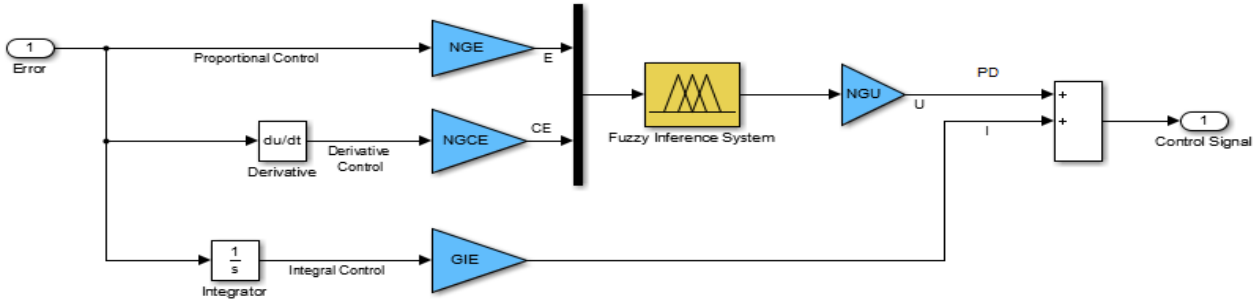 1
Error
Proportional Control
NGE
E
du/dt
Derivative
Derivative
Control
NGCE
CE
1
s
Integrator
Integral Control
GIE
Fuzzy Inference System
NGU
U
PD
I
+
+
1
Control Signal